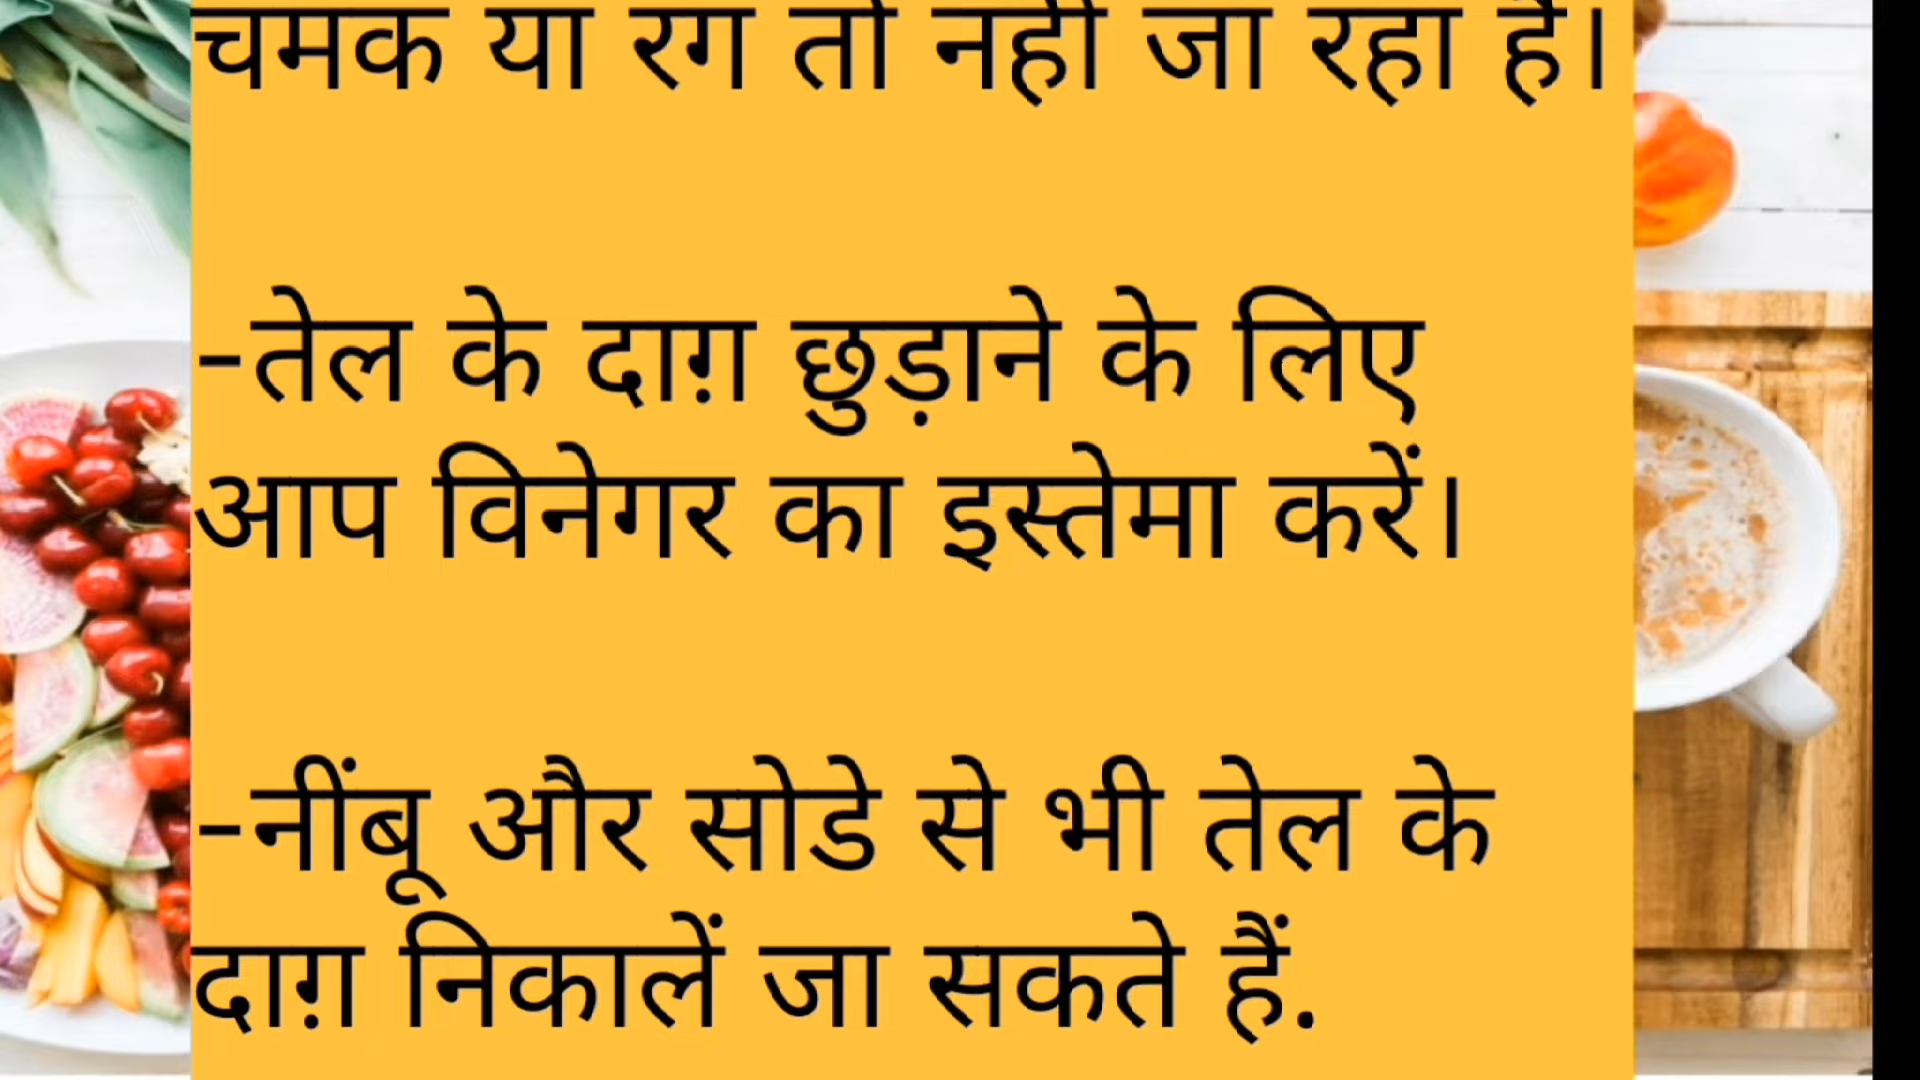 चमक या रंग तो नहीं जा रहा है।
-तेल के दाग़ छुड़ाने के लिए
आप विनेगर का इस्तेमा करें।
-नींबू और सोडे से भी तेल के
दाग़ निकालें जा सकते हैं.